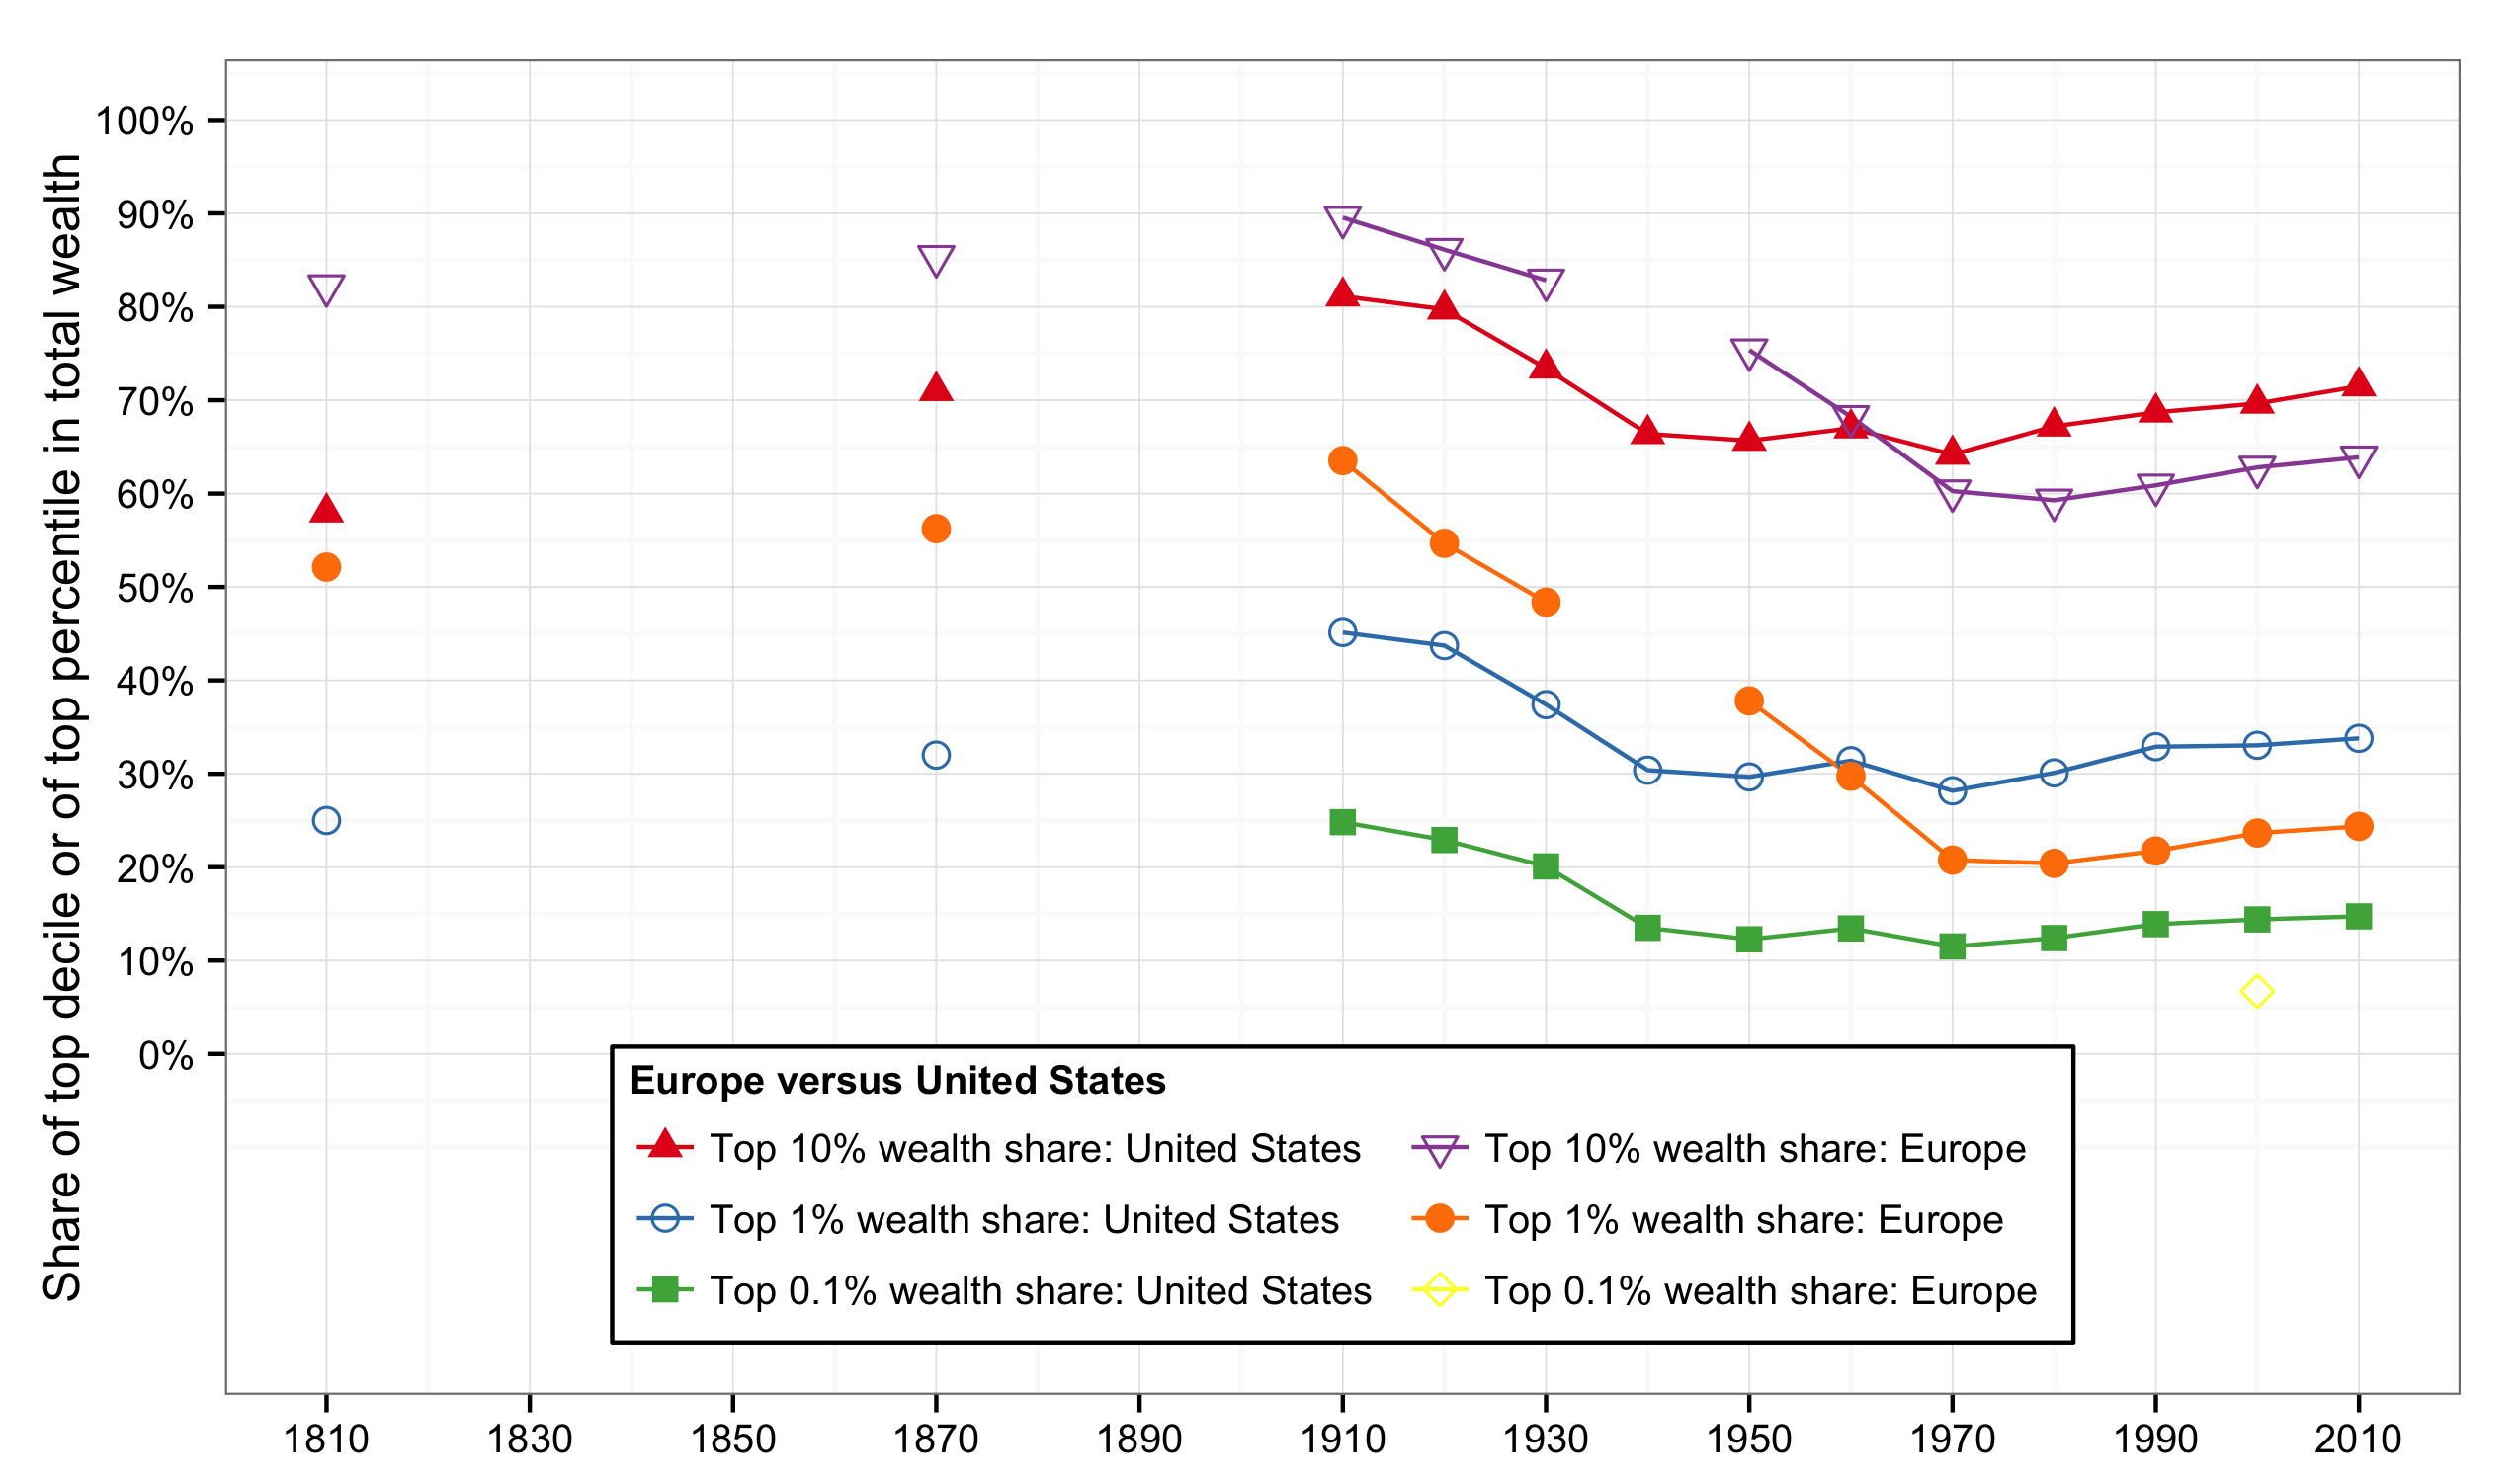 Share of top decile or of top percentile in total wealth
100%
90%
80%
70%
60%
50%
40%
30%
20%
10%
0%
Europe versus United States
Top 10% wealth share: United States
Top 10% wealth share: Europe
Top 1% wealth share: United States
Top 1% wealth share: Europe
Top 0.1% wealth share: United States
Top 0.1% wealth share: Europe
1810 1830 1850 1870 1890 1910 1930 1950 1970 1990 2010